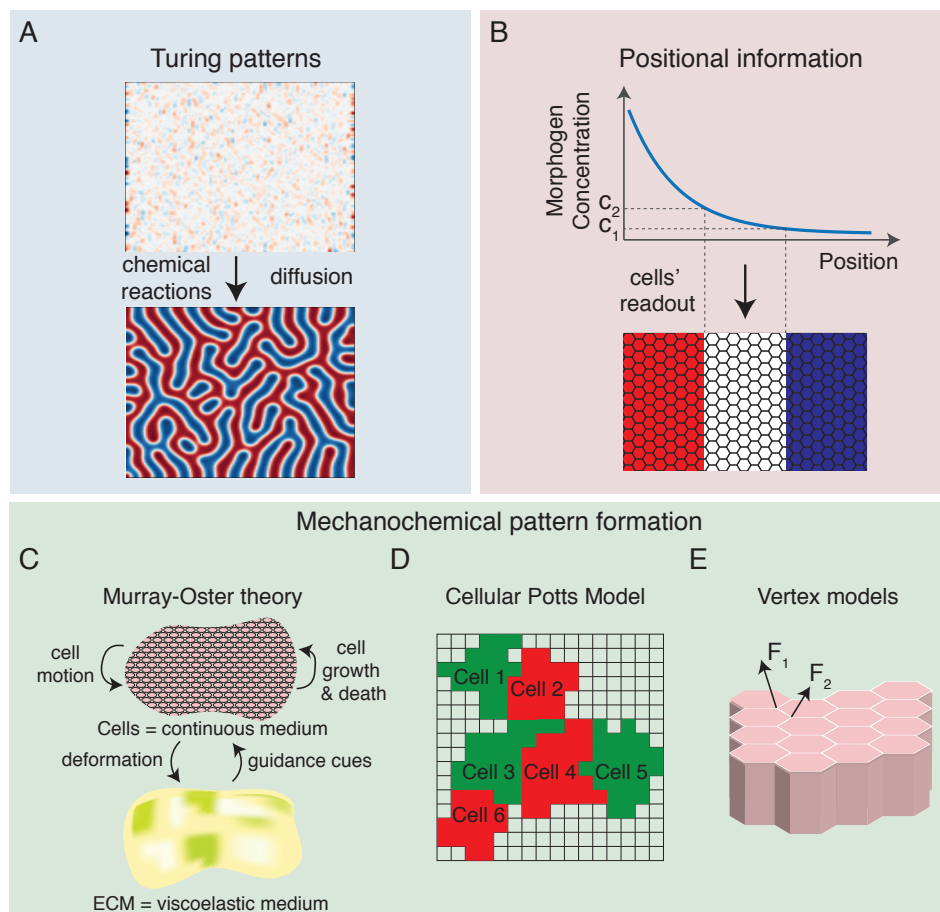 A
Turing patterns
chemical
reactions
diffusion
B
Positional information
Morphogen
Concentration
C2
C1
Position
cells'
readout
Mechanochemical pattern formation
C
Murray-Oster theory
cell
motion
cell
growth
& death
Cells = continuous medium
deformation
guidance cues
ECM = viscoelastic medium
D
Cellular Potts Model
Cell 1
Cell 2
Cell 3
Cell 4
Cell 5
Cell 6
E
Vertex models
F1
F2